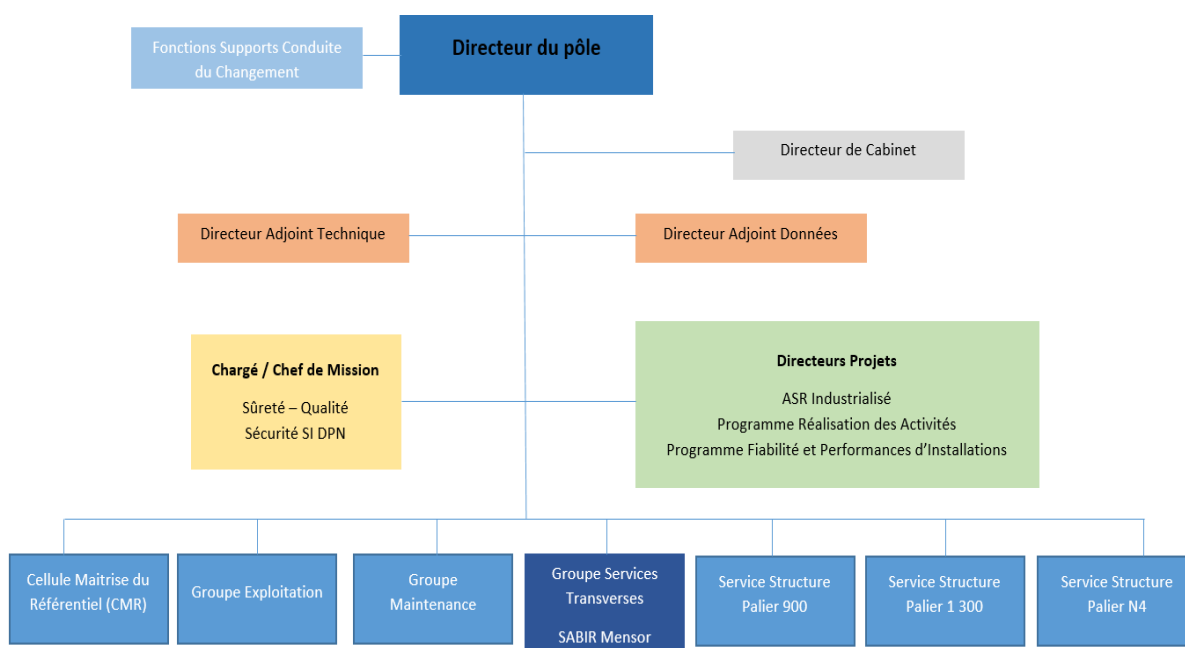 Fonctions Supports Conduite
du Changement
Directeur du pôle
Directeur de Cabinet
Directeur Adjoint Technique
Directeur Adjoint Données
Chargé / Chef de Mission
Sûreté – Qualité
Sécurité SI DPN
Directeurs Projets
ASR Industrialisé
Programme Réalisation des Activités
Programme Fiabilité et Performances d’Installations
Cellule Maitrise du
Référentiel (CMR)
Groupe Exploitation
Groupe
Maintenance
Groupe Services
Transverses
SABIR Mensor
Service Structure
Palier 900
Service Structure
Palier 1 300
Service Structure
Palier N4